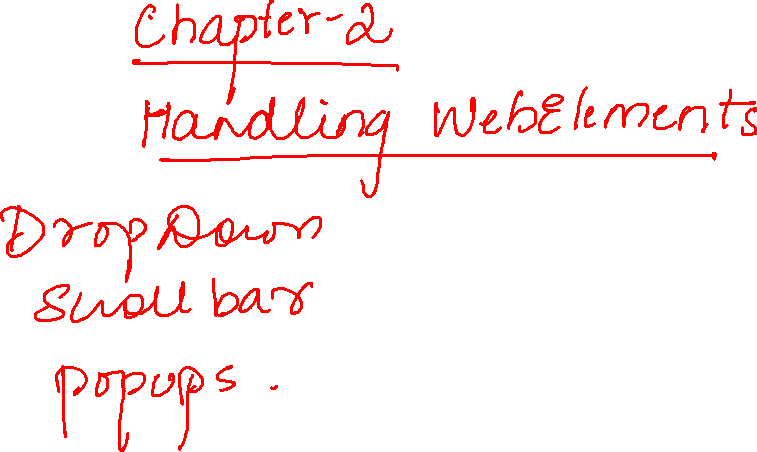 Chapter-2
Handling WebElements
DropDown
Scroll bar
popups.